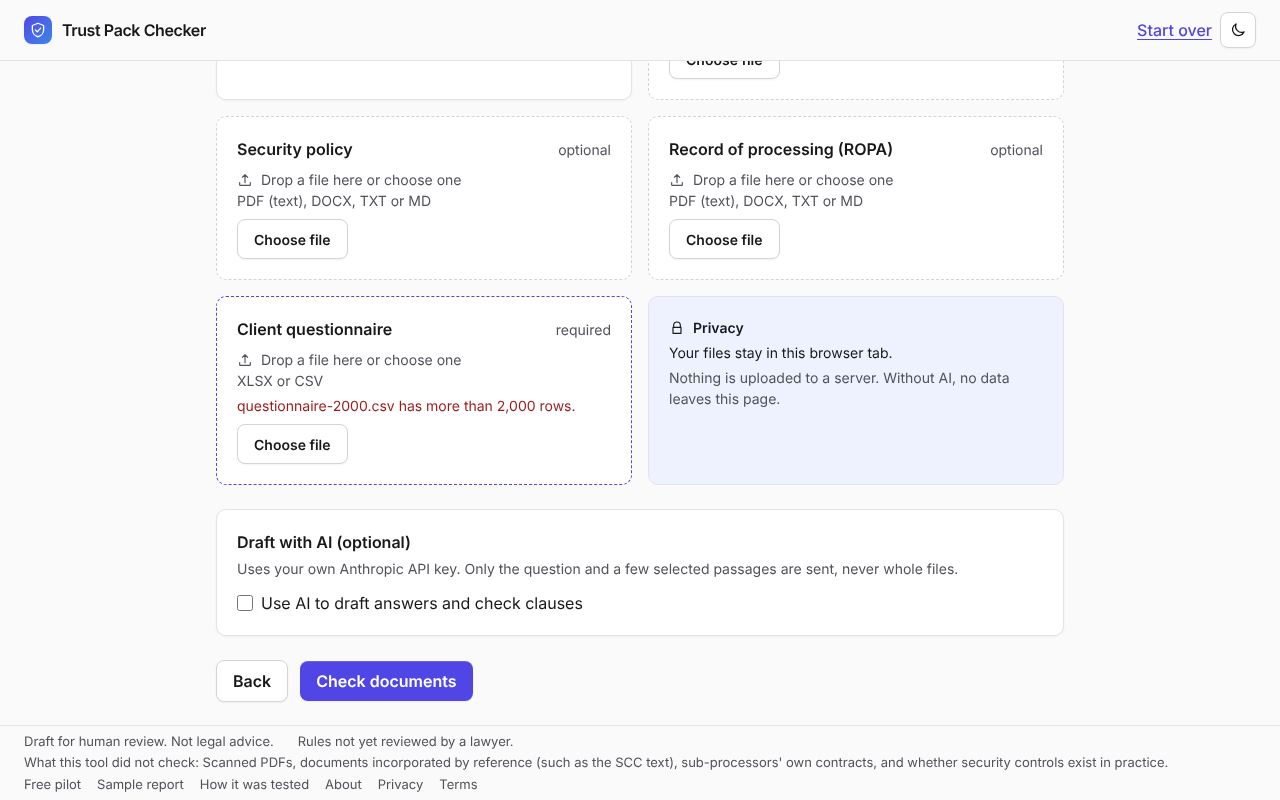 Trust Pack Checker
Start over
Choose file
Security policy
optional
Drop a file here or choose one
PDF (text), DOCX, TXT or MD
Choose file
Record of processing (ROPA)
optional
Drop a file here or choose one
PDF (text), DOCX, TXT or MD
Choose file
Client questionnaire
required
Drop a file here or choose one
XLSX or CSV
questionnaire-2000.csv has more than 2,000 rows.
Choose file
Privacy
Your files stay in this browser tab.
Nothing is uploaded to a server. Without AI, no data
leaves this page.
Draft with AI (optional)
Uses your own Anthropic API key. Only the question and a few selected passages are sent, never whole files.
Use AI to draft answers and check clauses
Back
Check documents
Draft for human review. Not legal advice. Rules not yet reviewed by a lawyer.
What this tool did not check: Scanned PDFs, documents incorporated by reference (such as the SCC text), sub-processors' own contracts, and whether security controls exist in practice.
Free pilot Sample report How it was tested About Privacy Terms